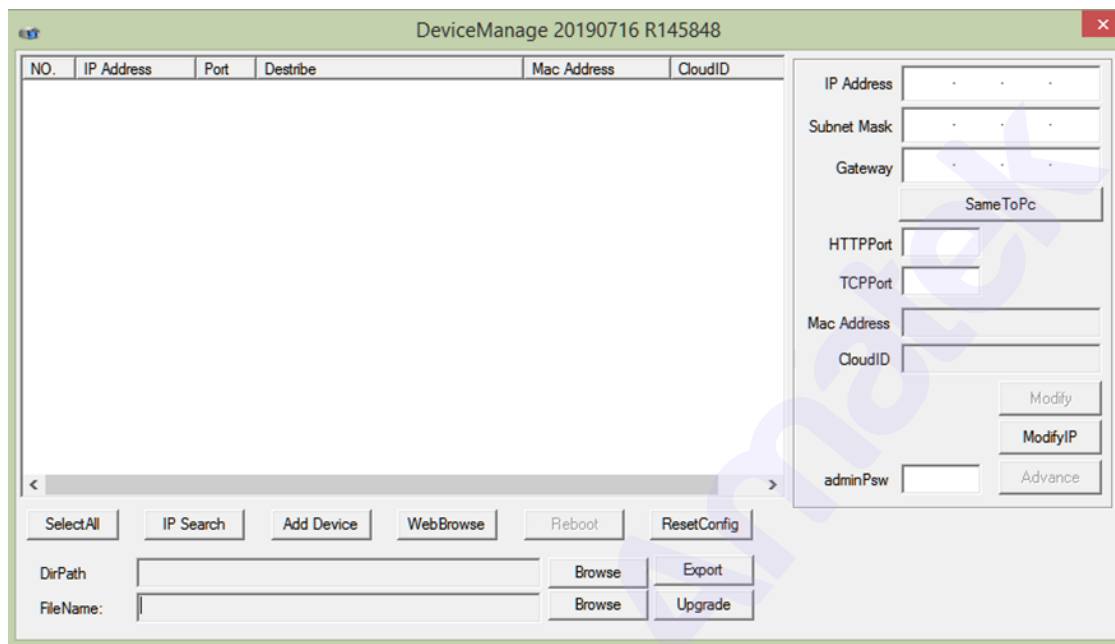 DeviceManage 20190716 R145848
NO. IP Address Port Destribe Mac Address CloudID
IP Address
Subnet Mask
Gateway
SameToPc
HTTPPort
TCPPort
Mac Address
CloudID
Modify
ModifyIP
adminPsw Advance
SelectAll IP Search Add Device WebBrowse Reboot ResetConfig
DirPath Browse Export
FileName: Browse Upgrade
Amatek